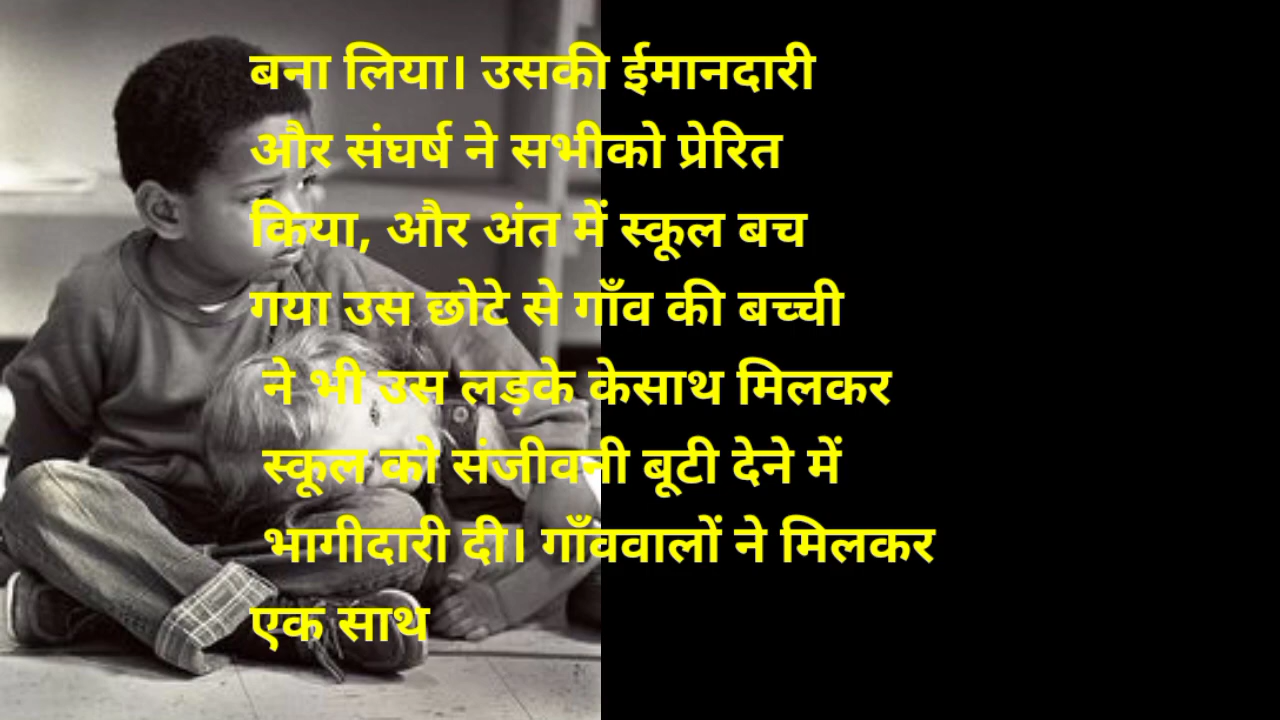 बना लिया। उसकी ईमानदारी
और संघर्ष ने सभीको प्रेरित
किया, और अंत में स्कूल बच
गया उस छोटे से गाँव की बच्ची
ने भी उस लड़के केसाथ मिलकर
स्कूल को संजीवनी बूटी देने में
भागीदारी दी। गाँववालों ने मिलकर
एक साथ